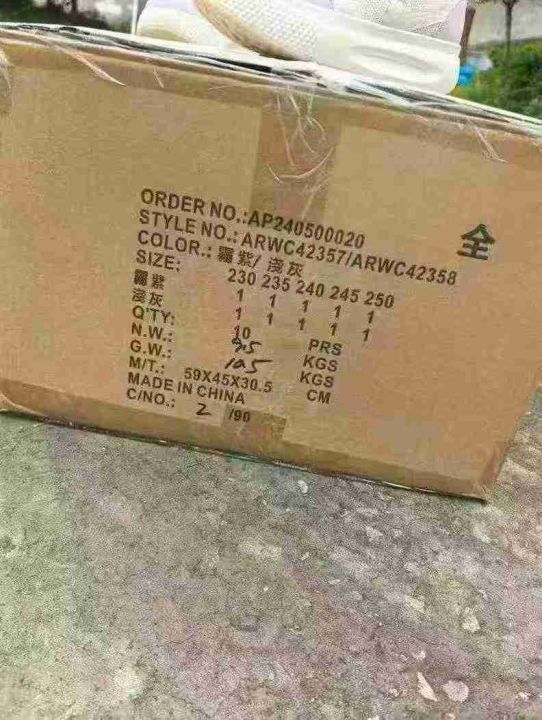 ORDER NO.:AP240500020
STYLE NO.: ARWC42357/ARWC42358
全
COLOR.: 霧紫/ 淺灰
SIZE: 230 235 240 245 250
霧紫 1 1 1 1 1
淺灰 1 1 1 1 1
Q'TY: 10 PRS
N.W.: 9.5 KGS
G.W.: 10.5 KGS
M/T.: 59X45X30.5 CM
MADE IN CHINA
C/NO.: 2 /90